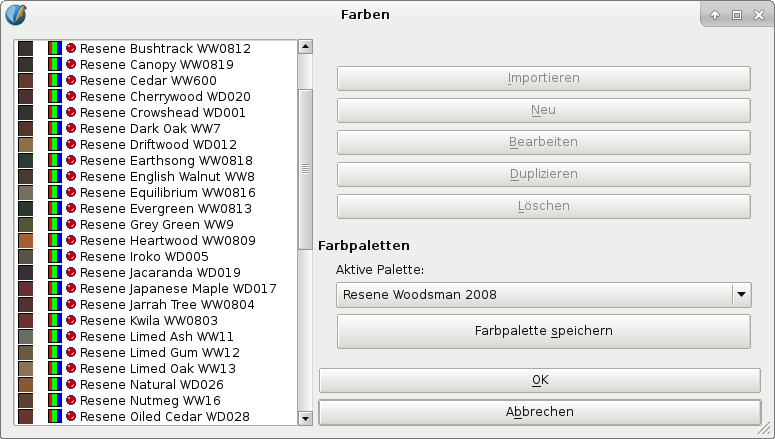 Farben
Resene Bushtrack WW0812
Resene Canopy WW0819
Resene Cedar WW600
Resene Cherrywood WD020
Resene Crowshead WD001
Resene Dark Oak WW7
Resene Driftwood WD012
Resene Earthsong WW0818
Resene English Walnut WW8
Resene Equilibrium WW0816
Resene Evergreen WW0813
Resene Grey Green WW9
Resene Heartwood WW0809
Resene Iroko WD005
Resene Jacaranda WD019
Resene Japanese Maple WD017
Resene Jarrah Tree WW0804
Resene Kwila WW0803
Resene Limed Ash WW11
Resene Limed Gum WW12
Resene Limed Oak WW13
Resene Natural WD026
Resene Nutmeg WW16
Resene Oiled Cedar WD028
Importieren
Neu
Bearbeiten
Duplizieren
Löschen
Farbpaletten
Aktive Palette:
Resene Woodsman 2008
Farbpalette speichern
OK
Abbrechen